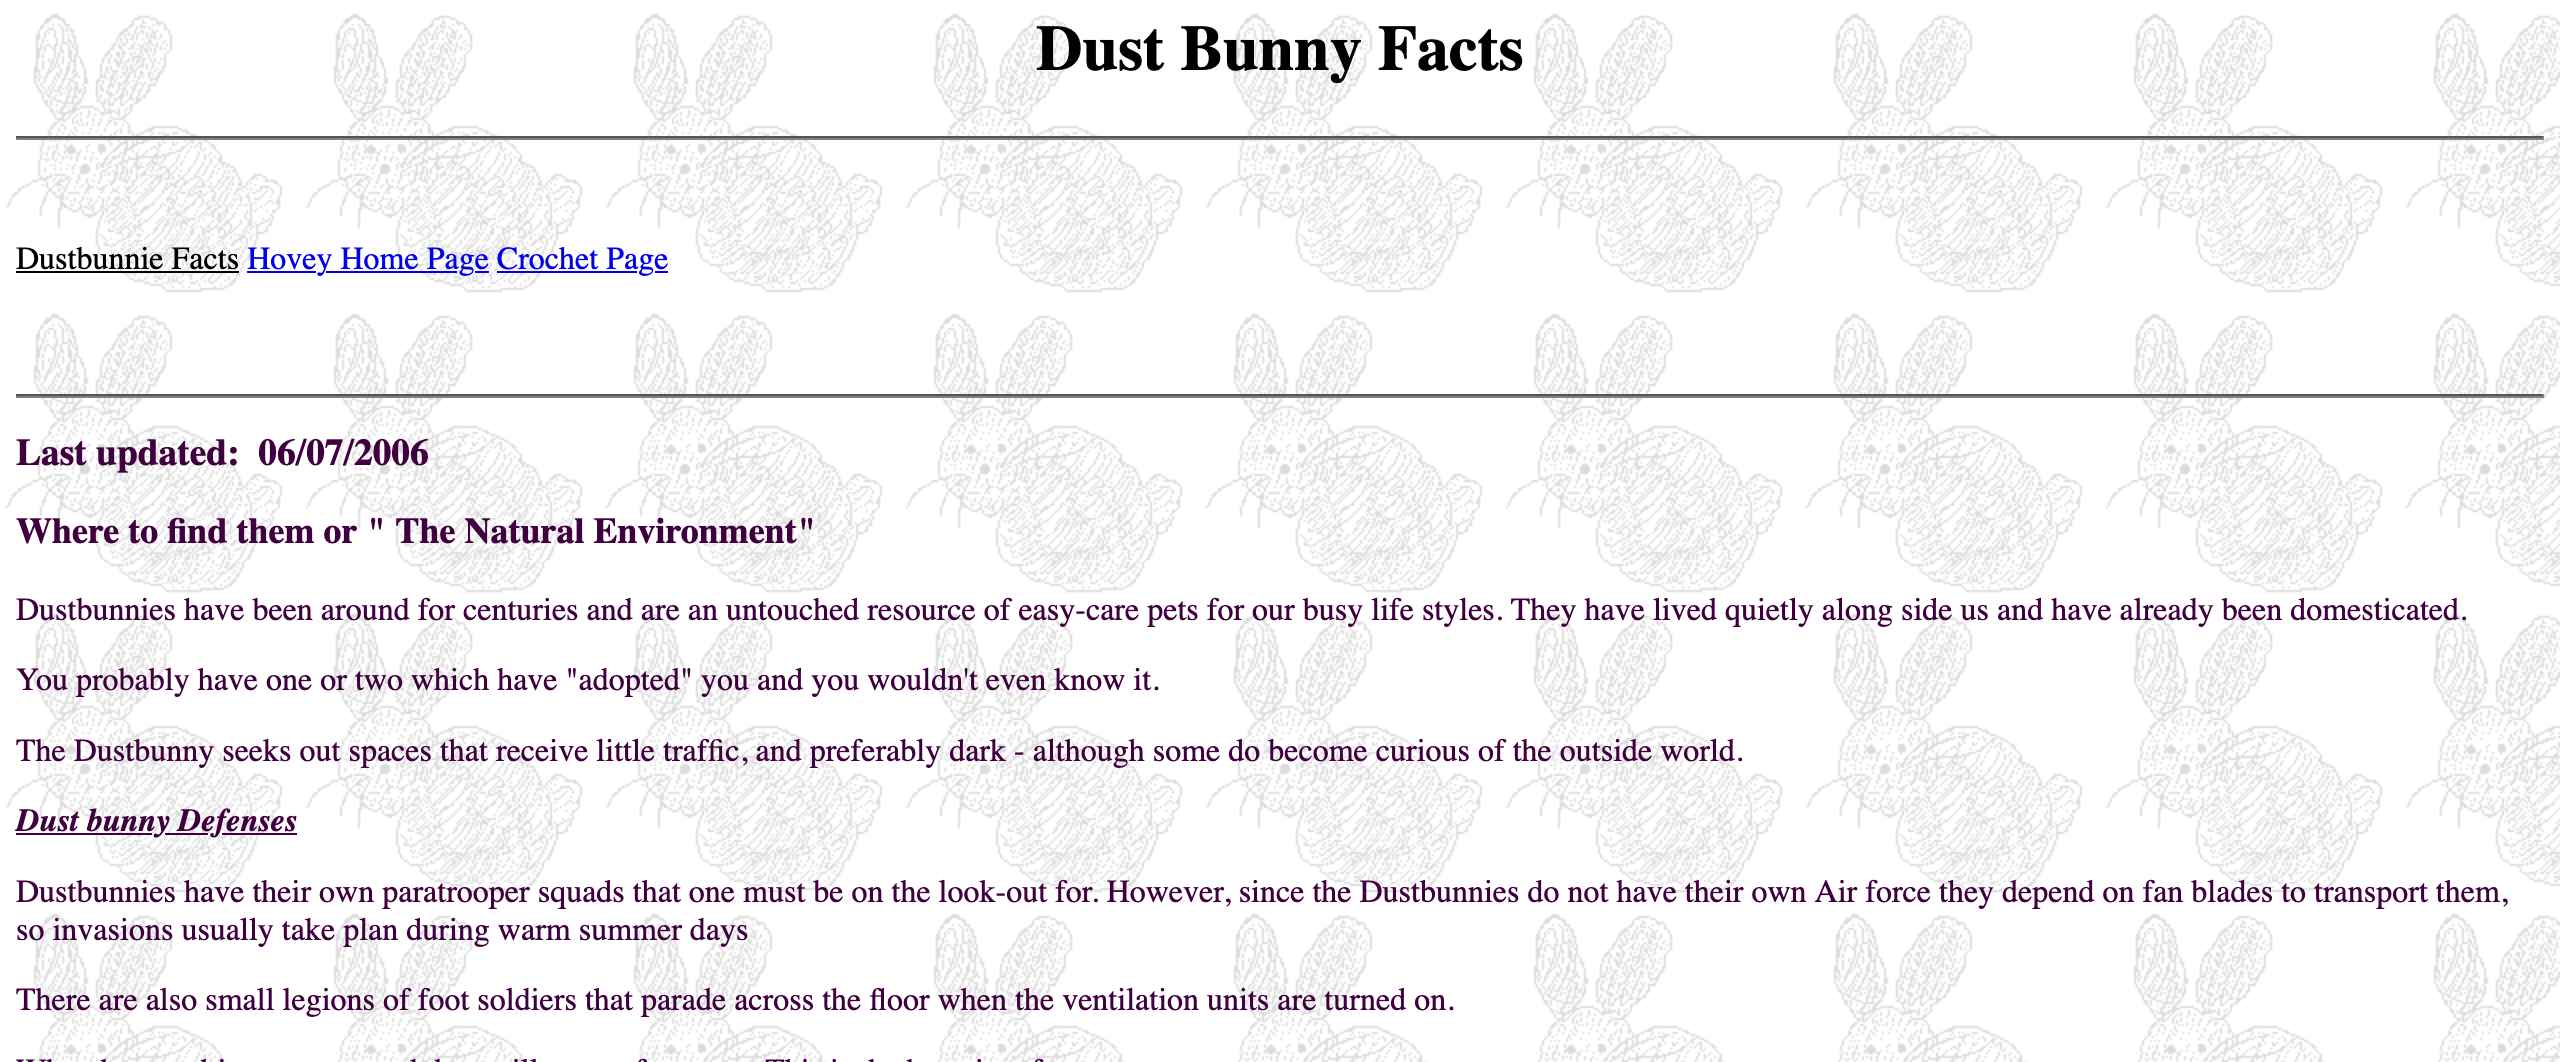 Dust Bunny Facts
Dustbunnie Facts Hovey Home Page Crochet Page
Last updated:  06/07/2006
Where to find them or " The Natural Environment"
Dustbunnies have been around for centuries and are an untouched resource of easy-care pets for our busy life styles. They have lived quietly along side us and have already been domesticated.
You probably have one or two which have "adopted" you and you wouldn't even know it.
The Dustbunny seeks out spaces that receive little traffic, and preferably dark - although some do become curious of the outside world.
Dust bunny Defenses
Dustbunnies have their own paratrooper squads that one must be on the look-out for. However, since the Dustbunnies do not have their own Air force they depend on fan blades to transport them,
so invasions usually take plan during warm summer days
There are also small legions of foot soldiers that parade across the floor when the ventilation units are turned on.